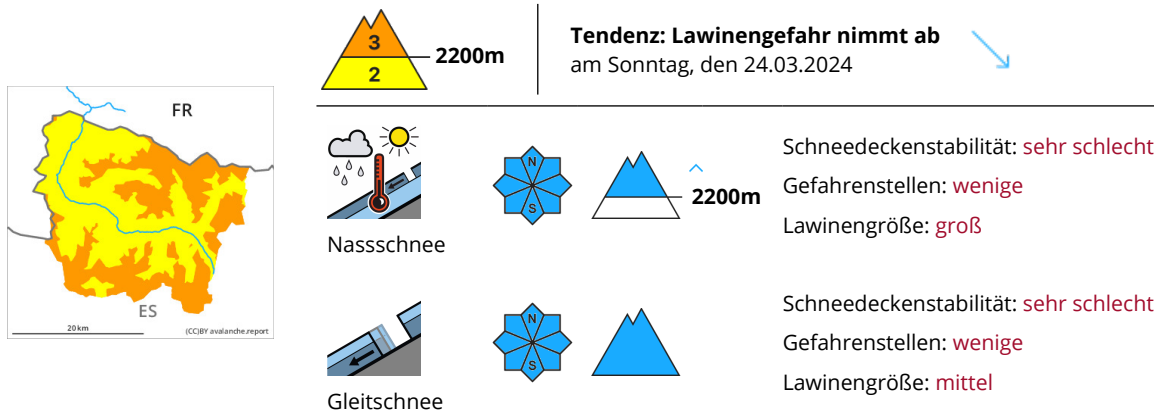 3
2
2200m
Tendenz: Lawinengefahr nimmt ab
am Sonntag, den 24.03.2024
FR
ES
20 km
(CC)BY avalanche.report
N
S
2200m
Nassschnee
Schneedeckenstabilität: sehr schlecht
Gefahrenstellen: wenige
Lawinengröße: groß
N
S
Gleitschnee
Schneedeckenstabilität: sehr schlecht
Gefahrenstellen: wenige
Lawinengröße: mittel